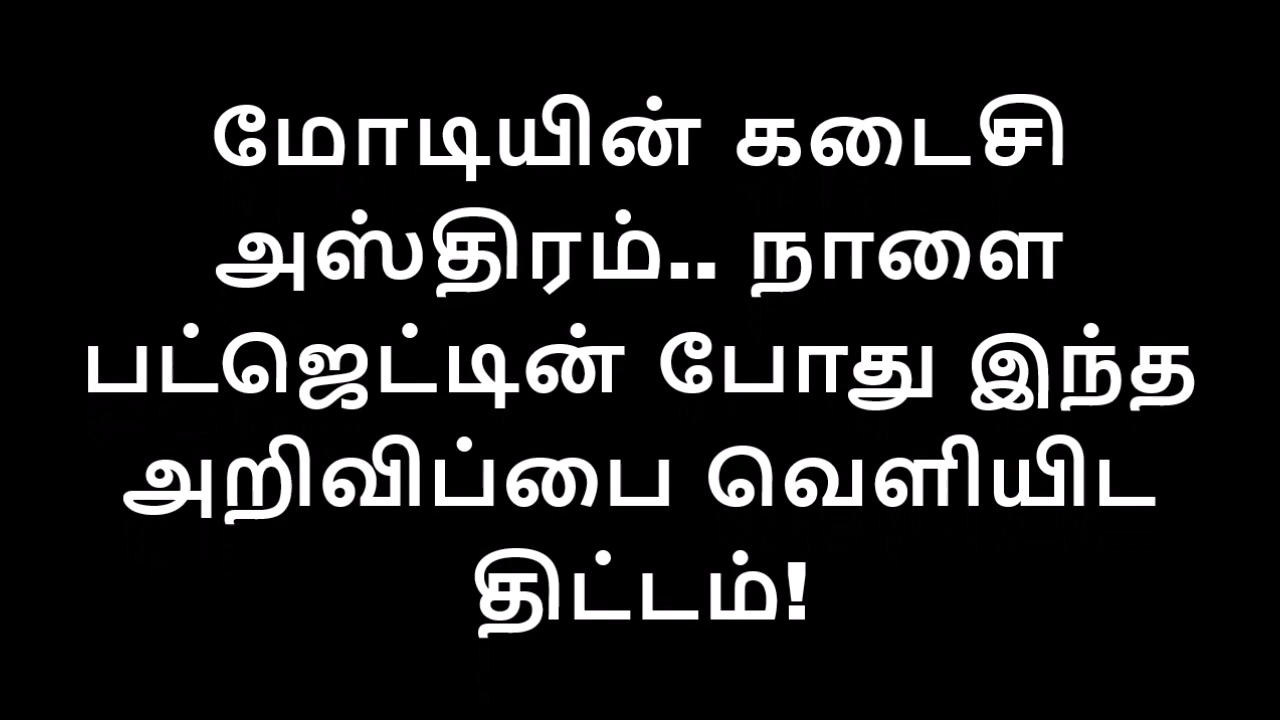 மோடியின் கடைசி
அஸ்திரம்.. நாளை
பட்ஜெட்டின் போது இந்த
அறிவிப்பை வெளியிட
திட்டம்!